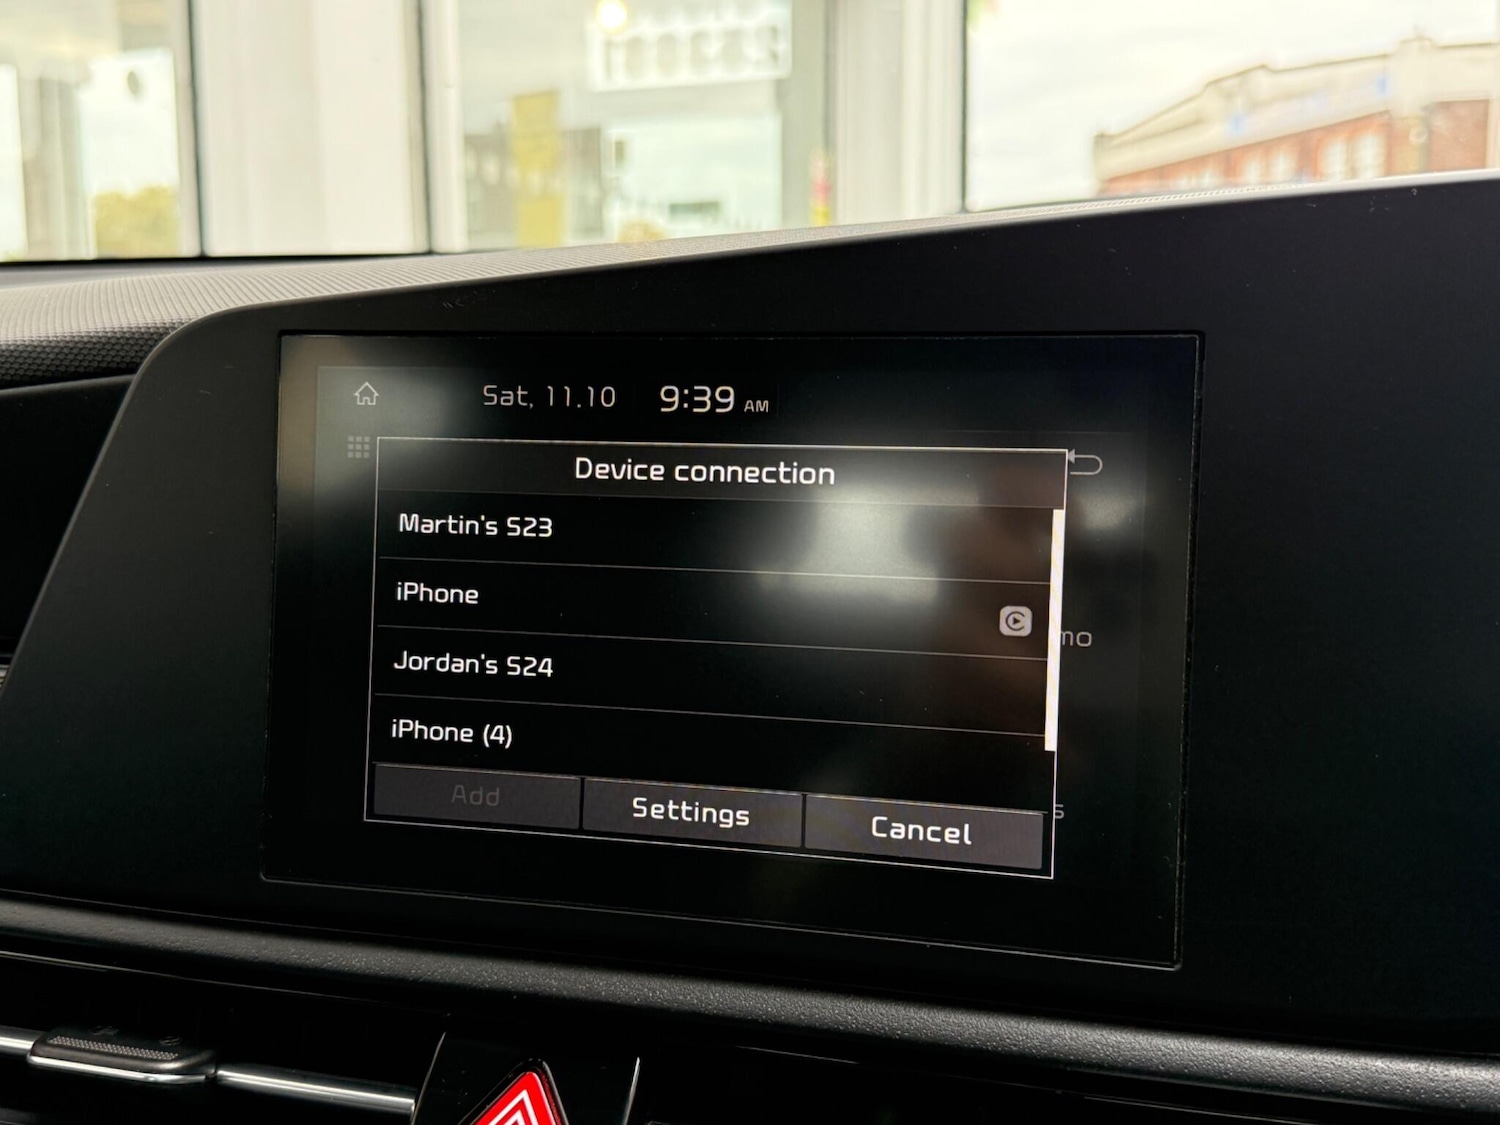 Sat, 11.10 9:39 AM
Device connection
Martin's S23
iPhone
Jordan's S24
iPhone (4)
Add Settings Cancel